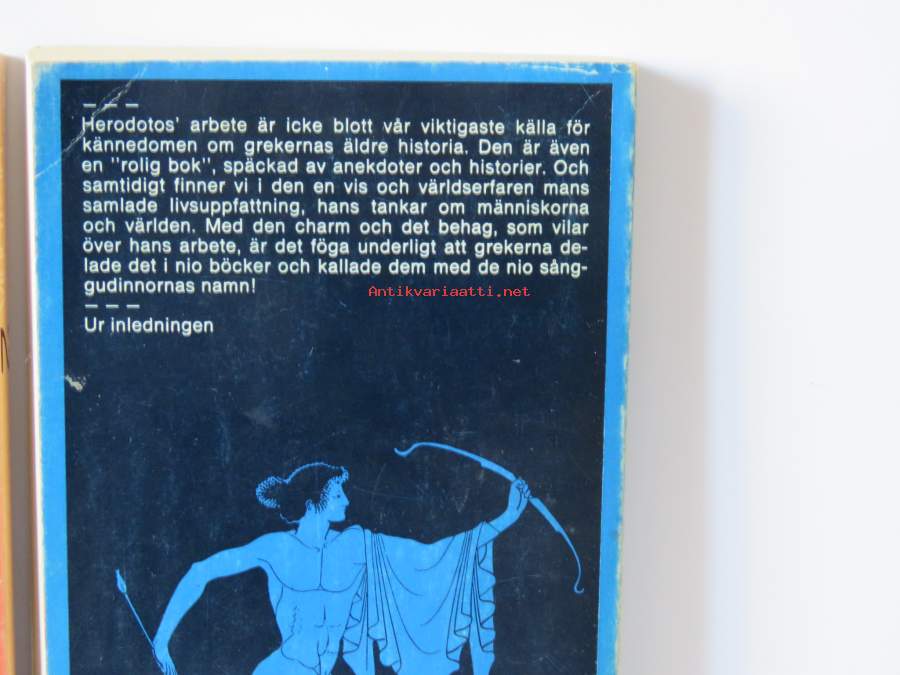 – – –
Herodotos' arbete är icke blott vår viktigaste källa för
kännedomen om grekernas äldre historia. Den är även
en "rolig bok", späckad av anekdoter och historier. Och
samtidigt finner vi i den en vis och världserfaren mans
samlade livsuppfattning, hans tankar om människorna
och världen. Med den charm och det behag, som vilar
över hans arbete, är det föga underligt att grekerna de-
lade det i nio böcker och kallade dem med de nio sång-
gudinnornas namn!
Antikvariaatti.net
– – –
Ur inledningen